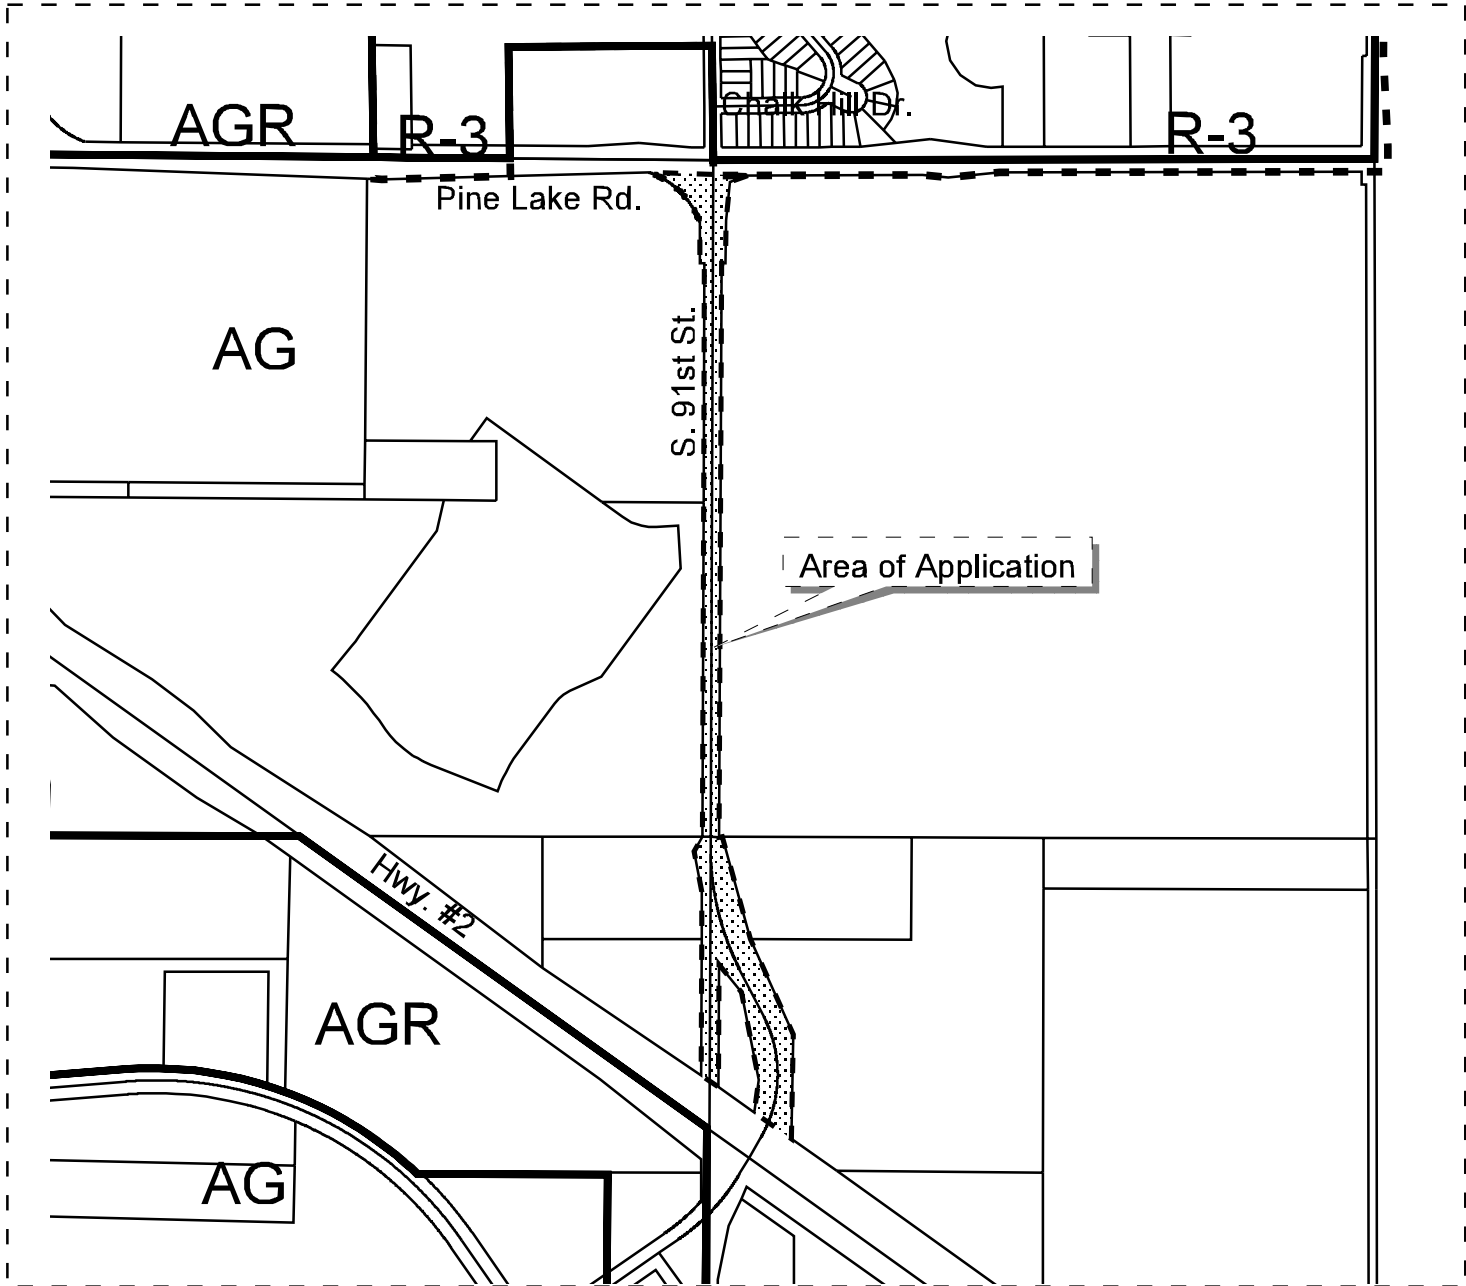 Chalk Hill Dr.
AGR
R-3
R-3
Pine Lake Rd.
AG
S. 91st St.
Area of Application
Hwy. #2
AGR
AG